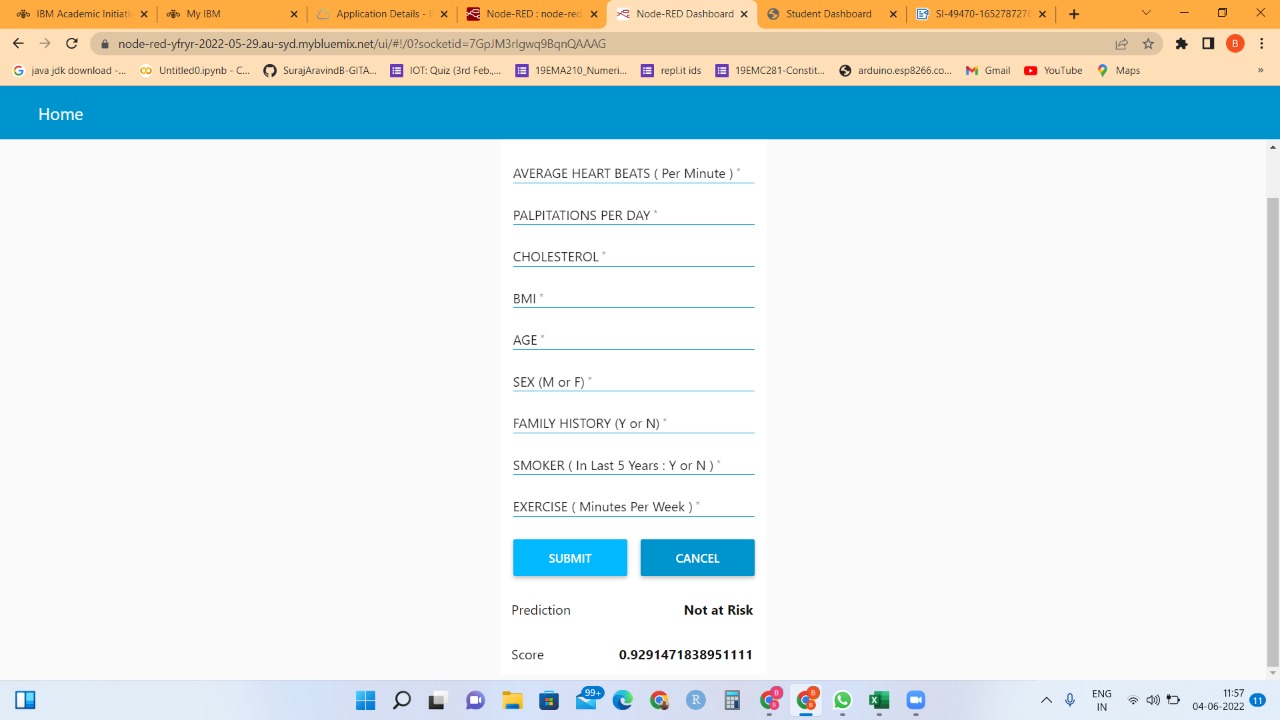 IBM Academic Initiati
My IBM
Application Details - I
Node-RED : node-red
Node-RED Dashboard
Student Dashboard
SI-49470-1652787276
node-red-yfryr-2022-05-29.au-syd.mybluemix.net/ui/#!/0?socketid=7GpJM3rlgwq9BqnQAAAG
B
java jdk download -...
Untitled0.ipynb - C...
SurajAravindB-GITA...
IOT: Quiz (3rd Feb,...
19EMA210_Numeri...
repl.it ids
19EMC281-Constit...
arduino.esp8266.co...
Gmail
YouTube
Maps
»
Home
AVERAGE HEART BEATS ( Per Minute ) *
PALPITATIONS PER DAY *
CHOLESTEROL *
BMI *
AGE *
SEX (M or F) *
FAMILY HISTORY (Y or N) *
SMOKER ( In Last 5 Years : Y or N ) *
EXERCISE ( Minutes Per Week ) *
SUBMIT CANCEL
Prediction Not at Risk
Score 0.9291471838951111
99+
R
B
B
ENG
IN
11:57
04-06-2022
11